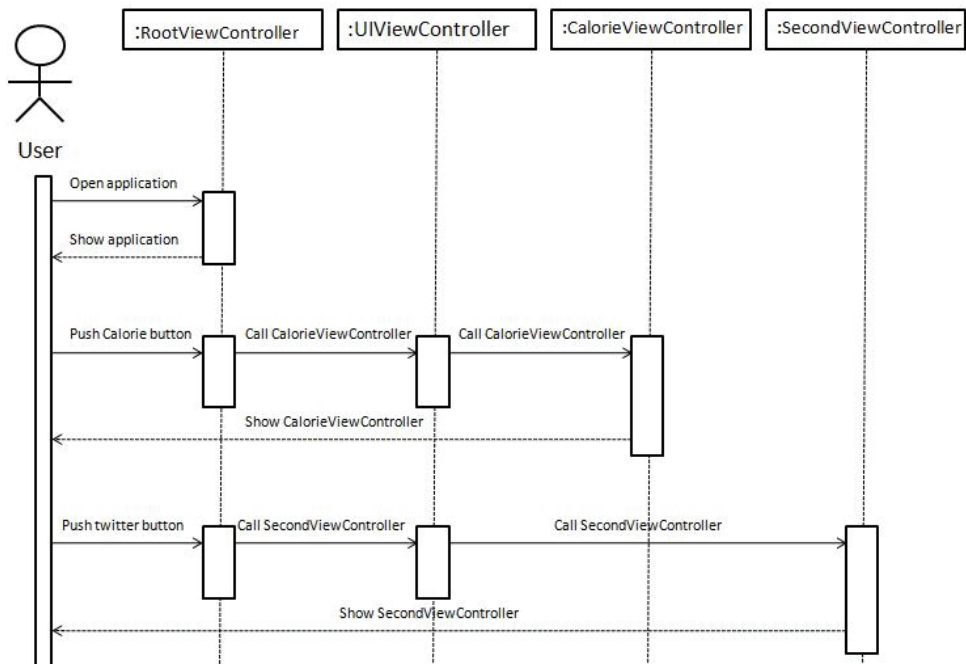 :RootViewController
:UIViewController
:CalorieViewController
:SecondViewController
User
Open application
Show application
Push Calorie button
Call CalorieViewController
Call CalorieViewController
Show CalorieViewController
Push twitter button
Call SecondViewController
Call SecondViewController
Show SecondViewController